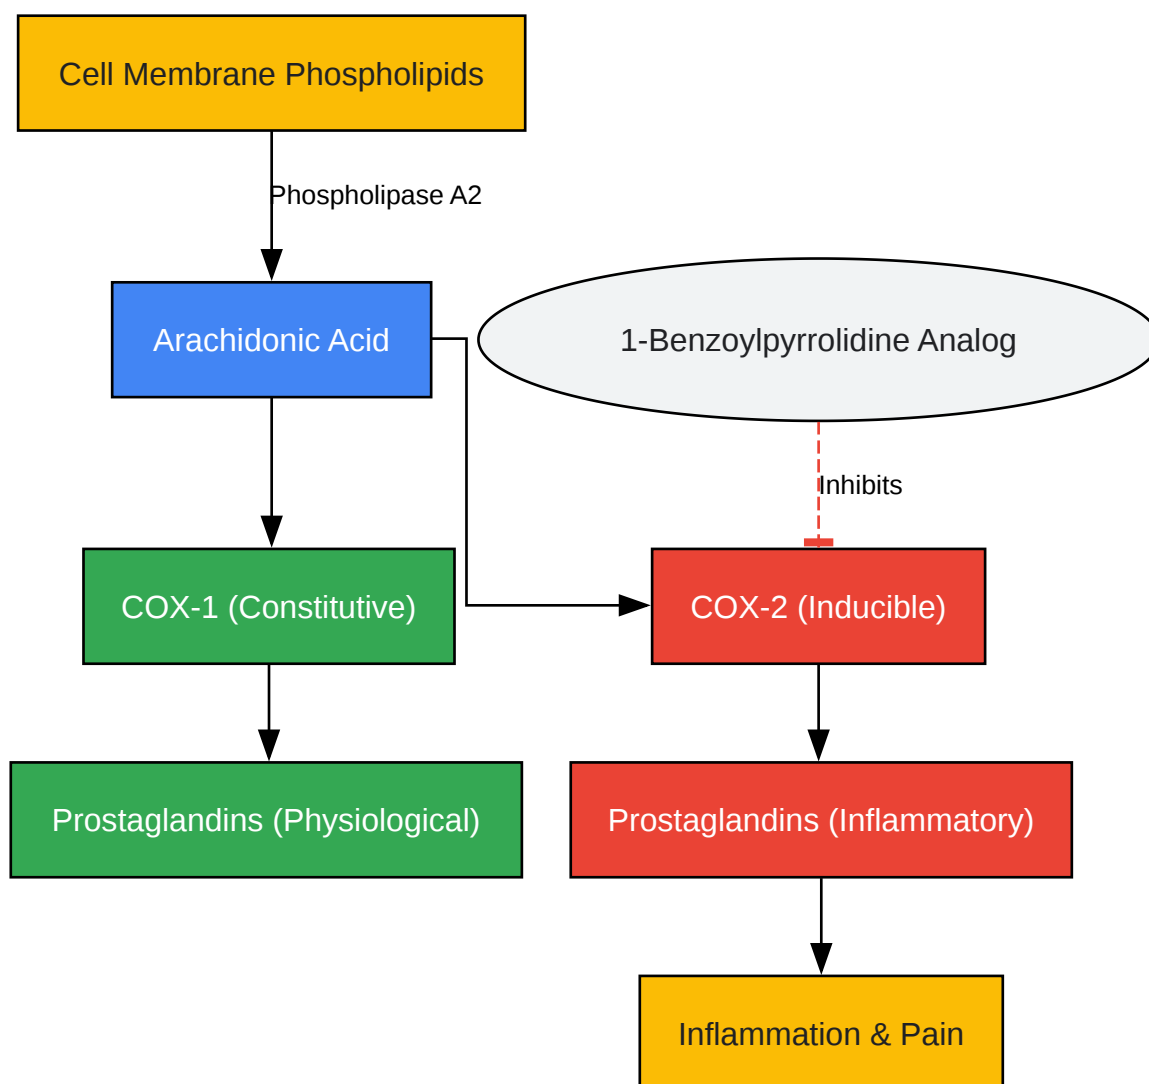 Cell Membrane Phospholipids
Phospholipase A2
Arachidonic Acid
1-Benzoylpyrrolidine Analog
Inhibits
COX-1 (Constitutive)
COX-2 (Inducible)
Prostaglandins (Physiological)
Prostaglandins (Inflammatory)
Inflammation & Pain